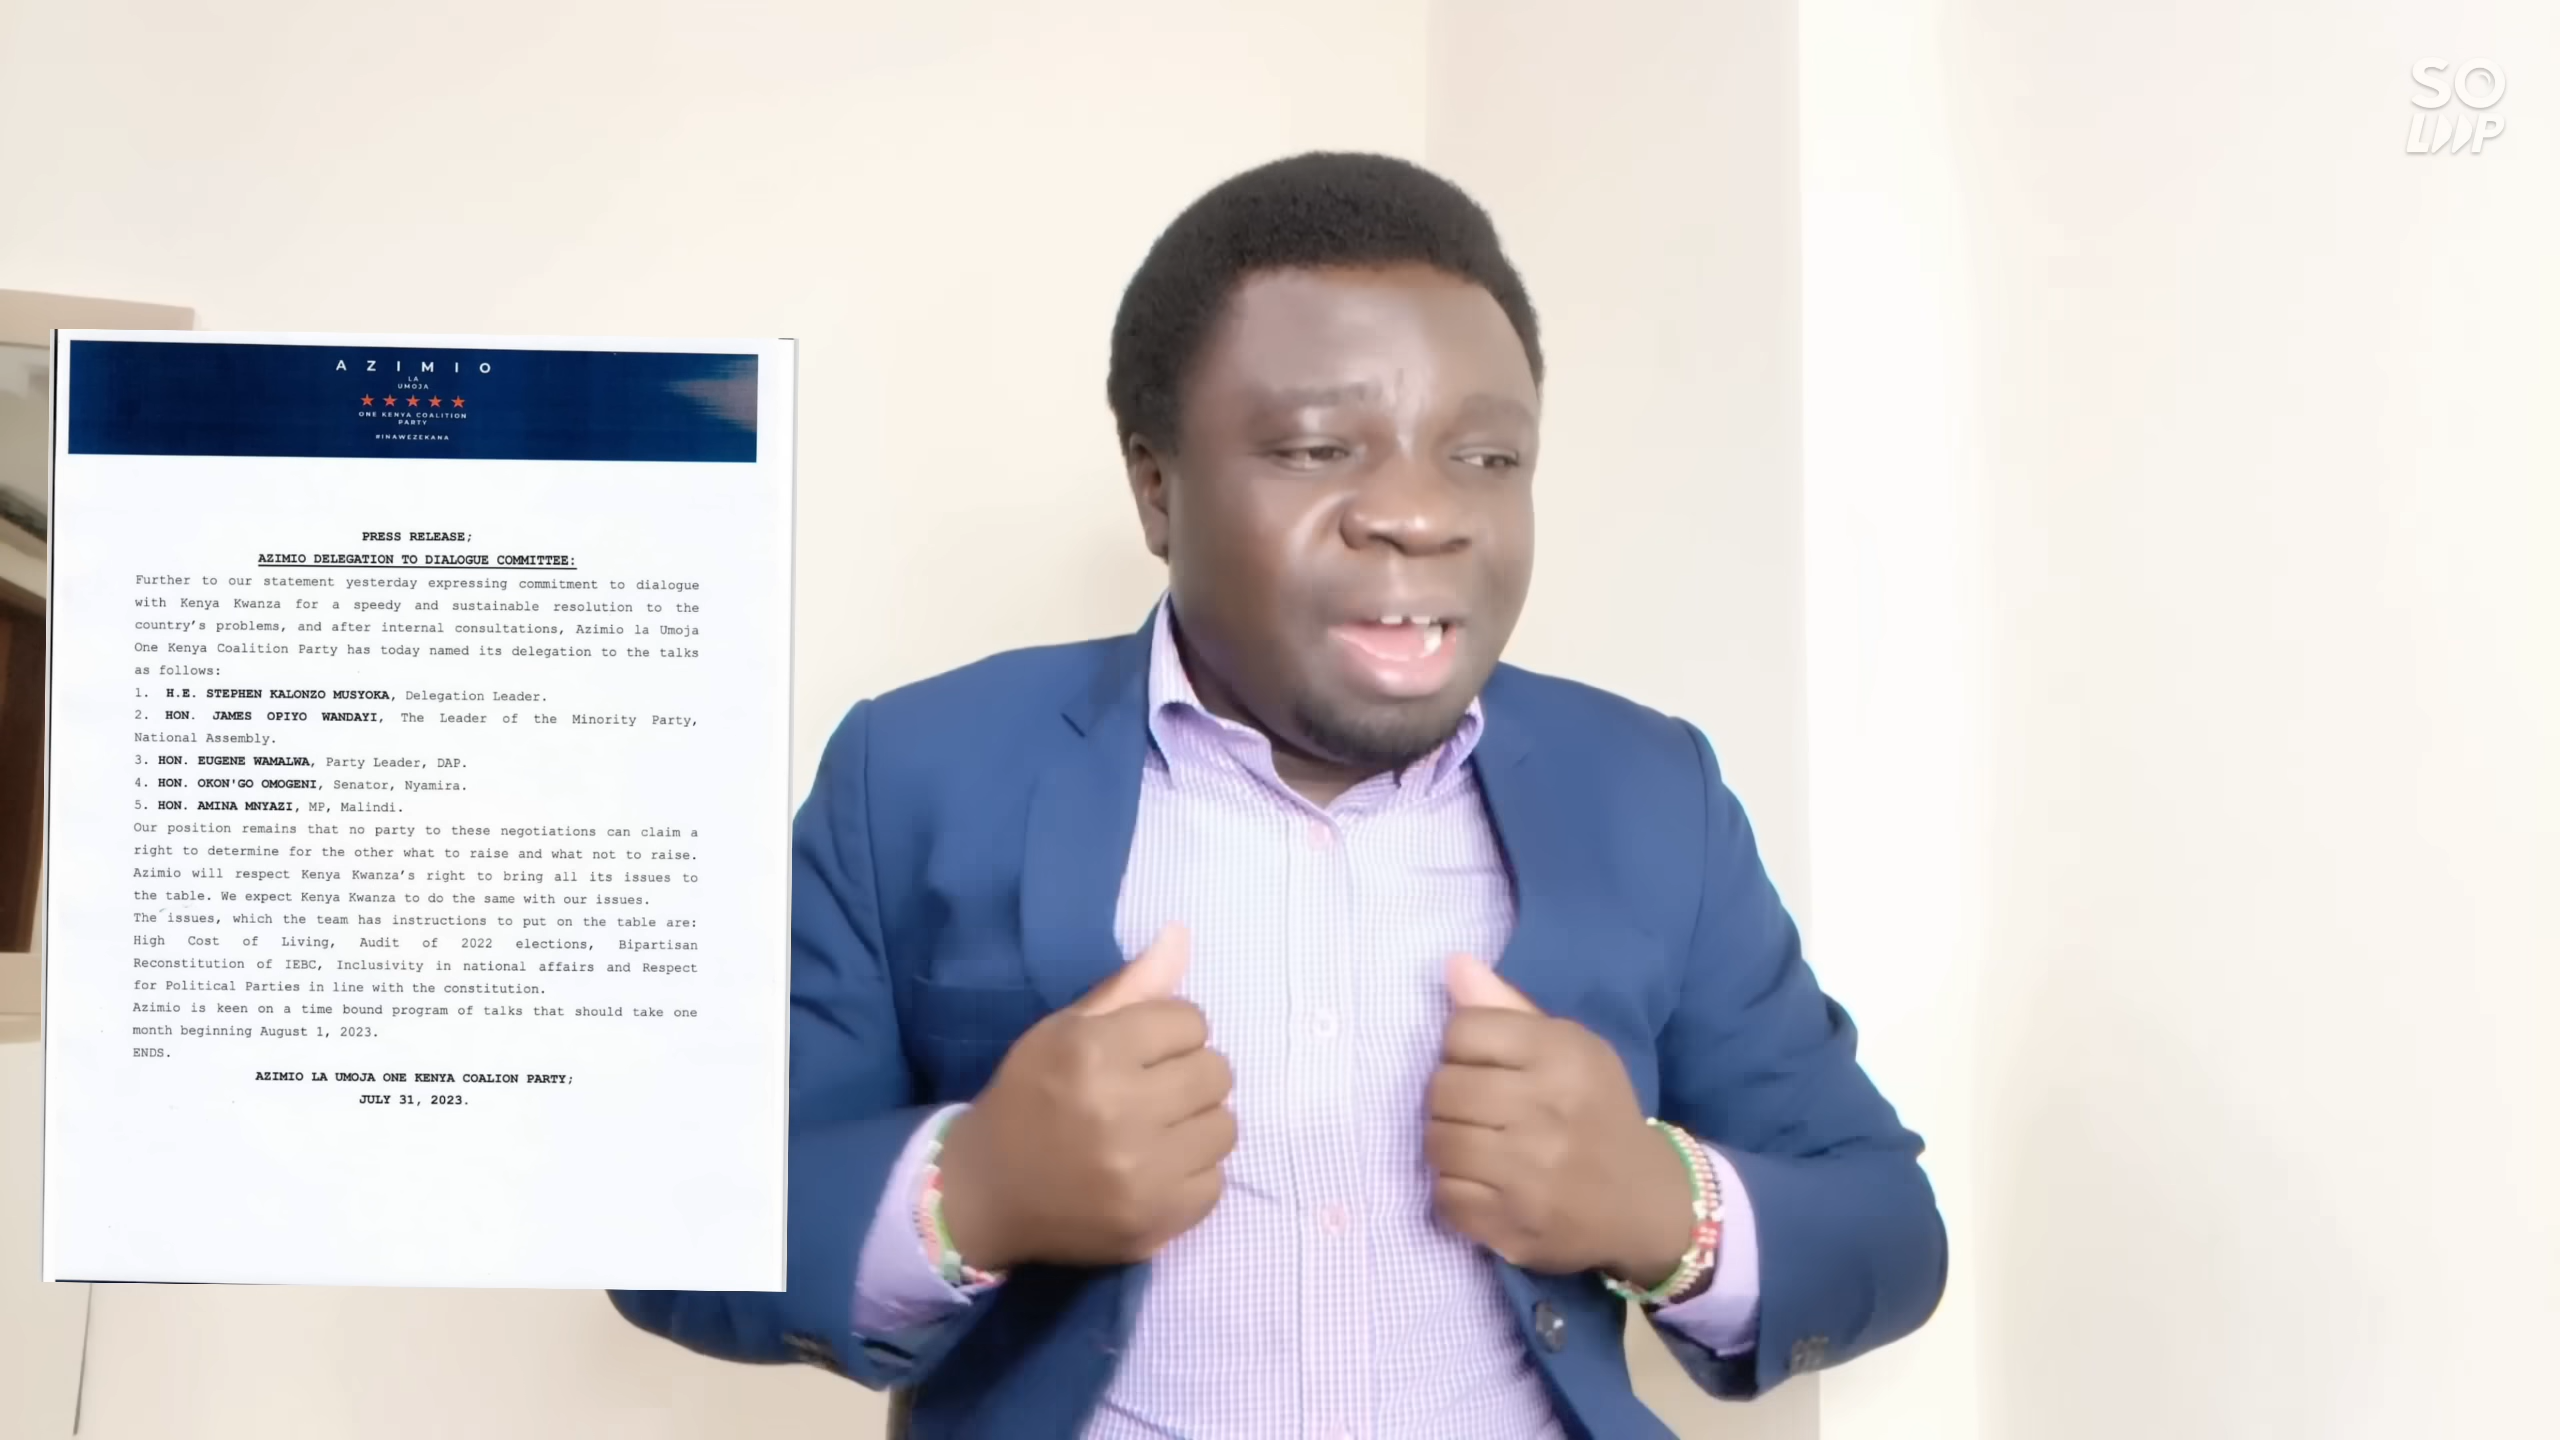 SO
LOOP
A Z I M I O
LA
UMOJA
ONE KENYA COALITION
PARTY
#INAWEZEKANA
PRESS RELEASE;
AZIMIO DELEGATION TO DIALOGUE COMMITTEE:
Further to our statement yesterday expressing commitment to dialogue
with Kenya Kwanza for a speedy and sustainable resolution to the
country's problems, and after internal consultations, Azimio la Umoja
One Kenya Coalition Party has today named its delegation to the talks
as follows:
1. H.E. STEPHEN KALONZO MUSYOKA, Delegation Leader.
2. HON. JAMES OPIYO WANDAYI, The Leader of the Minority Party,
National Assembly.
3. HON. EUGENE WAMALWA, Party Leader, DAP.
4. HON. OKON'GO OMOGENI, Senator, Nyamira.
5. HON. AMINA MNYAZI, MP, Malindi.
Our position remains that no party to these negotiations can claim a
right to determine for the other what to raise and what not to raise.
Azimio will respect Kenya Kwanza's right to bring all its issues to
the table. We expect Kenya Kwanza to do the same with our issues.
The issues, which the team has instructions to put on the table are:
High Cost of Living, Audit of 2022 elections, Bipartisan
Reconstitution of IEBC, Inclusivity in national affairs and Respect
for Political Parties in line with the constitution.
Azimio is keen on a time bound program of talks that should take one
month beginning August 1, 2023.
ENDS.
AZIMIO LA UMOJA ONE KENYA COALION PARTY;
JULY 31, 2023.